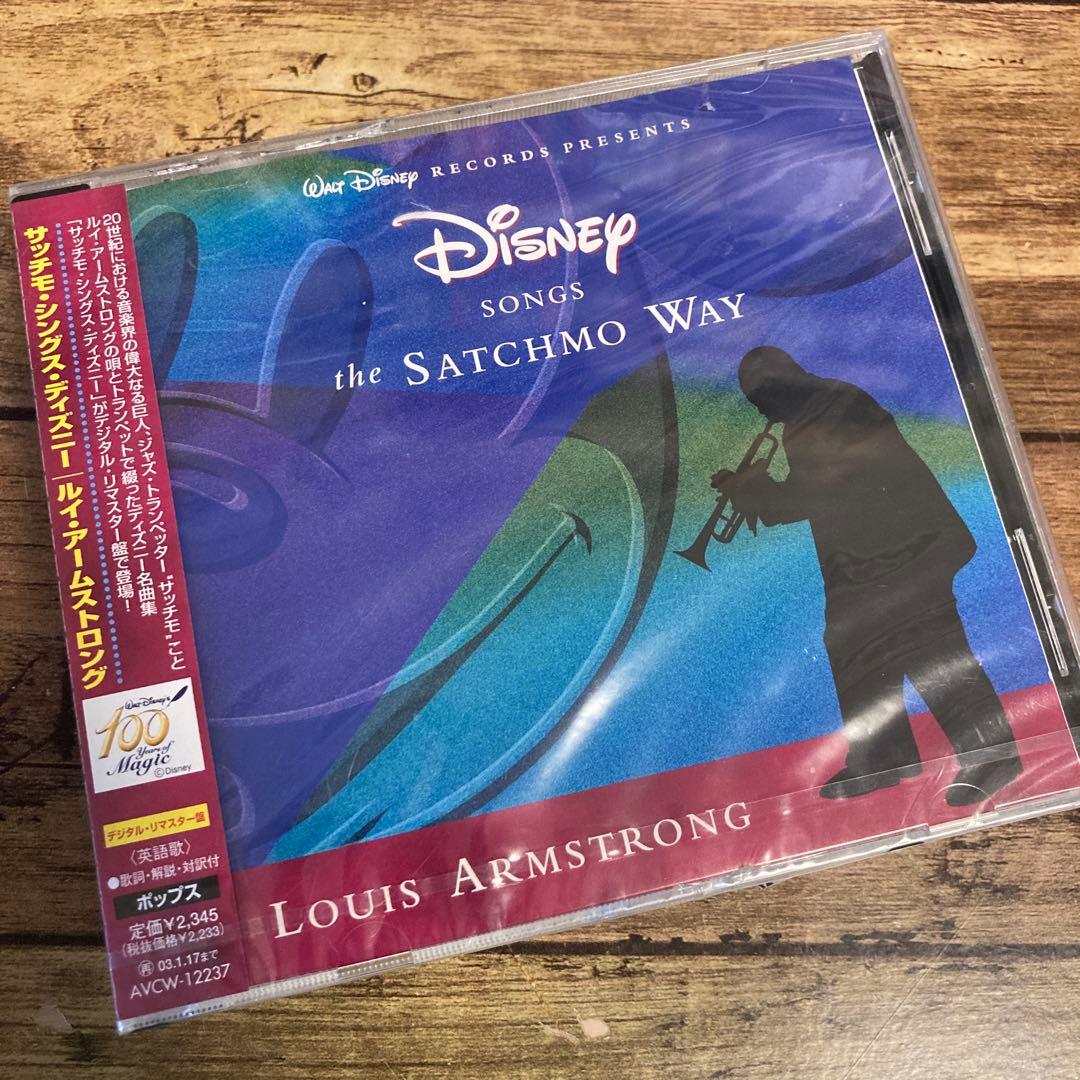 WALT DISNEY RECORDS PRESENTS
DISNEY
SONGS
the SATCHMO WAY
LOUIS ARMSTRONG
20世紀における音楽界の偉大なる巨人、ジャズ・トランペッター“サッチモ”こと
ルイ・アームストロングの唄とトランペットで綴ったディズニー名曲集
「サッチモ・シングス・ディズニー」がデジタル・リマスター盤で登場!
サッチモ・シングス・ディズニー|ルイ・アームストロング
WALT DISNEY'S
100
Years of
Magic
©Disney
デジタル・リマスター盤
〈英語歌〉
●歌詞・解説・対訳付
ポップス
定価¥2,345
(税抜価格¥2,233)
再 03.1.17まで
AVCW-12237